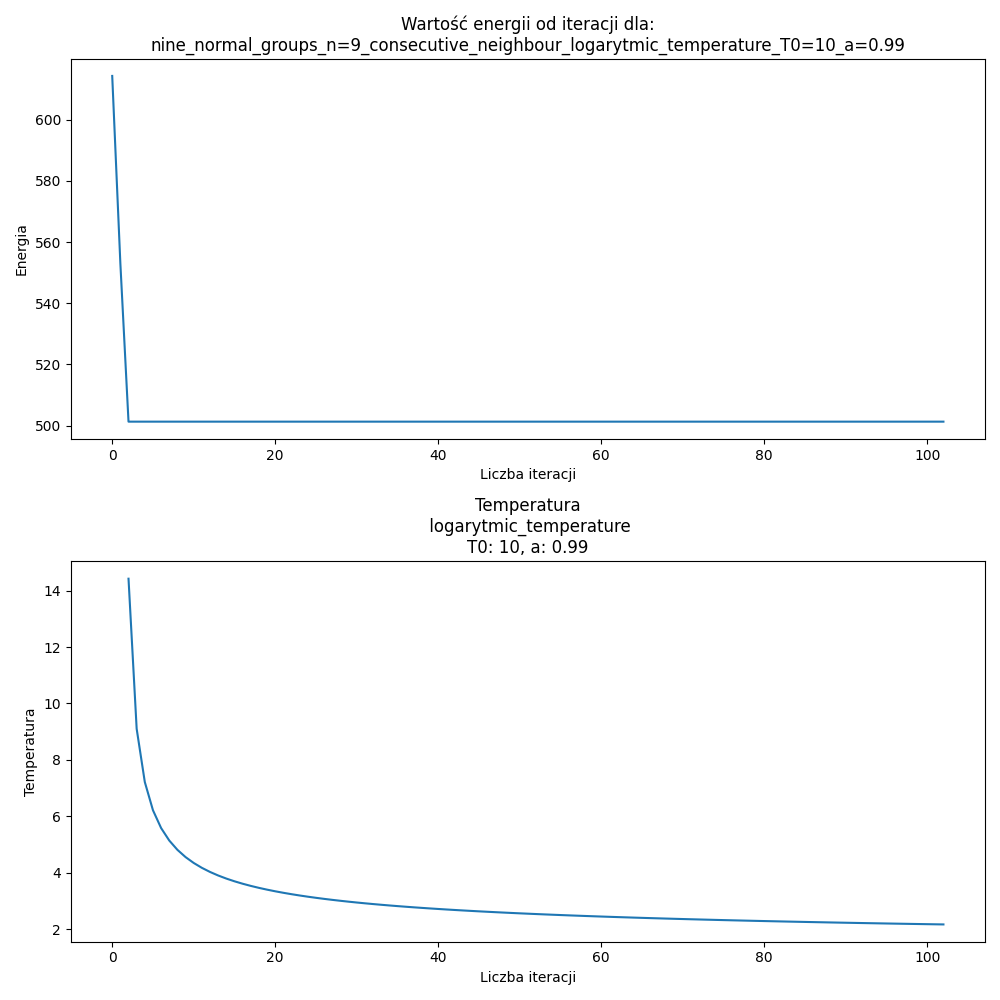 Wartość energii od iteracji dla:
nine_normal_groups_n=9_consecutive_neighbour_logarytmic_temperature_T0=10_a=0.99
600
580
560
540
520
500
Energia
0 20 40 60 80 100
Liczba iteracji
Temperatura
logarytmic_temperature
T0: 10, a: 0.99
14
12
10
8
6
4
2
Temperatura
0 20 40 60 80 100
Liczba iteracji